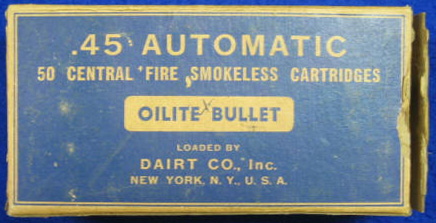 .45 AUTOMATIC
50 CENTRAL FIRE SMOKELESS CARTRIDGES
OILITE BULLET
LOADED BY
DAIRT CO., Inc.
NEW YORK, N. Y., U. S. A.